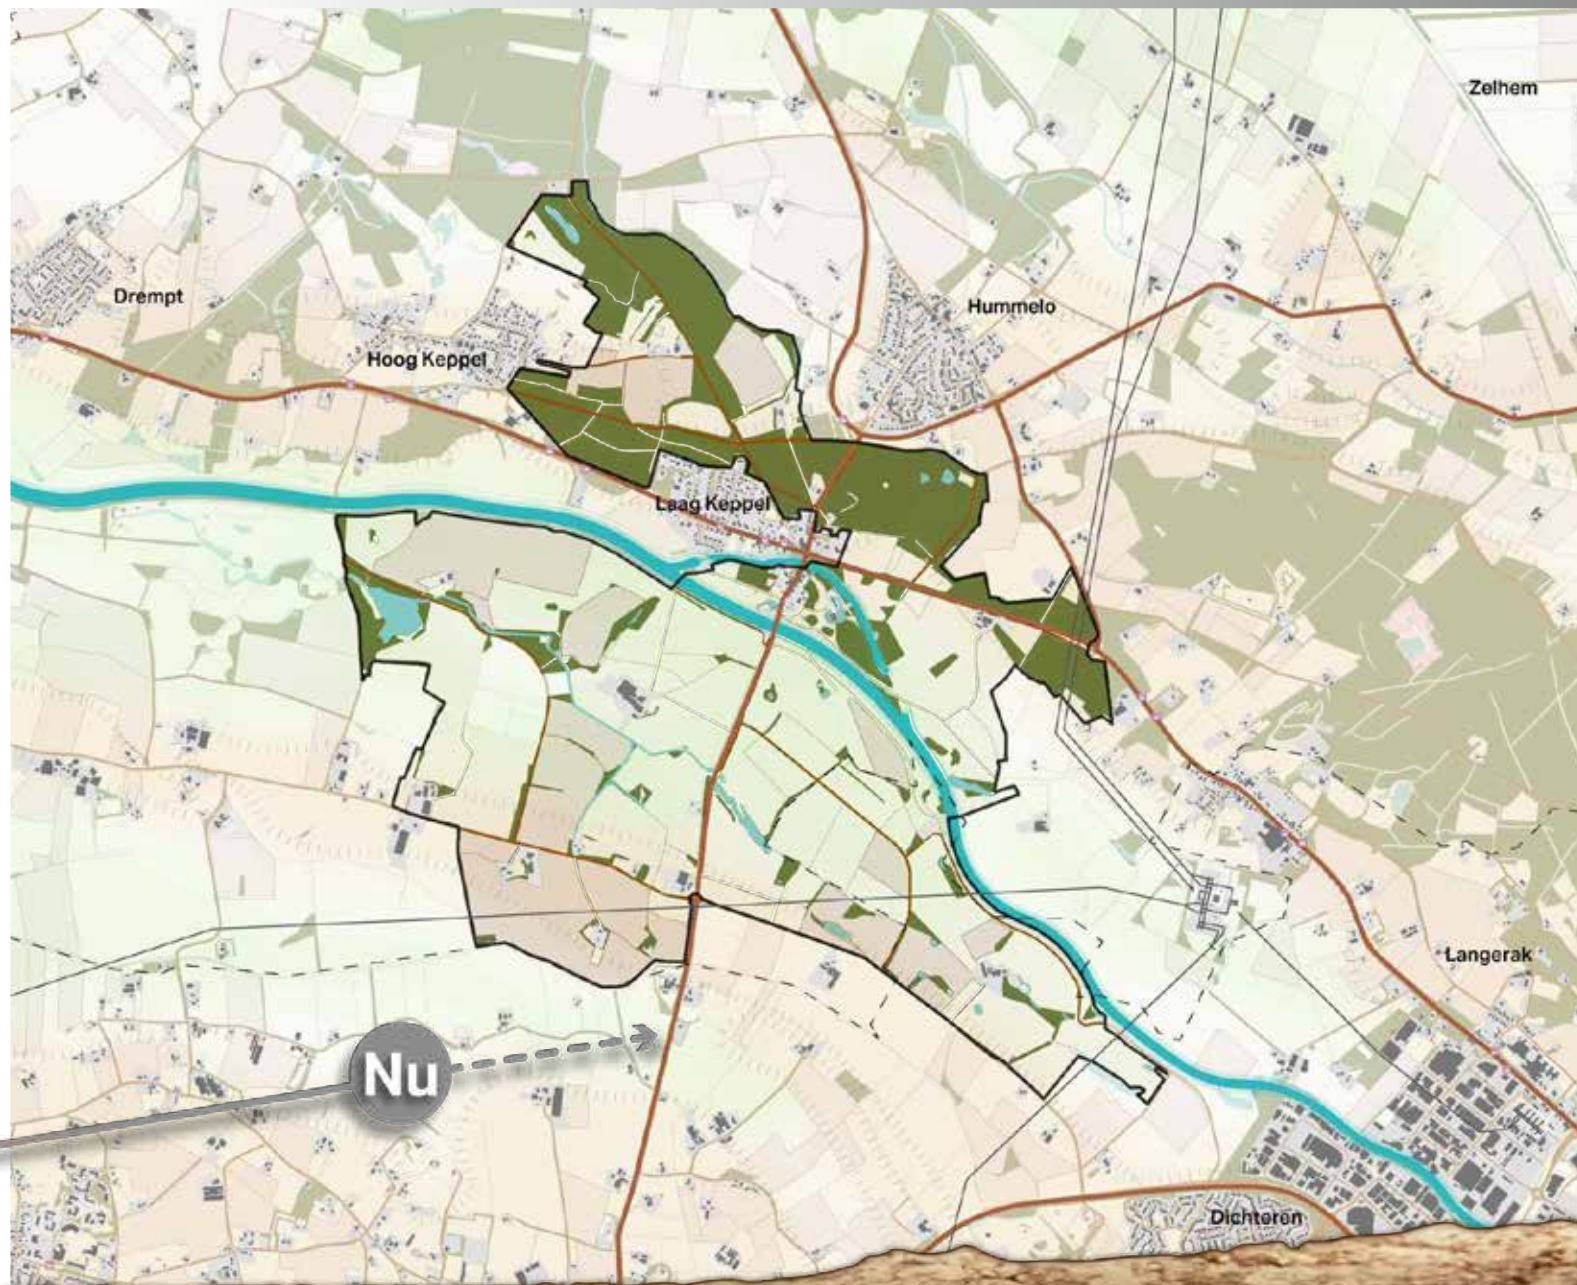 Zelhem
Drempt
Hummelo
Hoog Keppel
Laag Keppel
Langerak
Nu
Dichteren